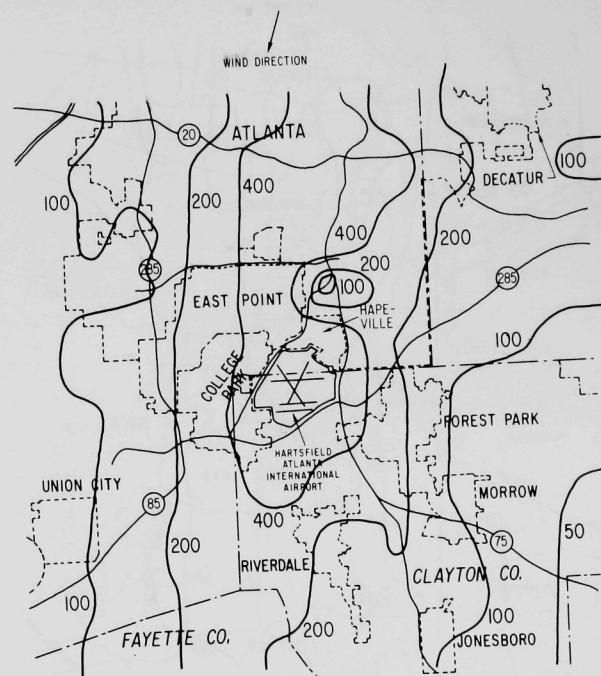 WIND DIRECTION
20
ATLANTA
400
100
200
DECATUR
100
400
200
200
285
100
285
EAST POINT
HAPE-
VILLE
100
COLLEGE
PARK
FOREST PARK
HARTSFIELD
ATLANTA
INTERNATIONAL
AIRPORT
UNION CITY
MORROW
85
400
50
75
200
RIVERDALE
CLAYTON CO.
100
100
200
FAYETTE CO.
JONESBORO